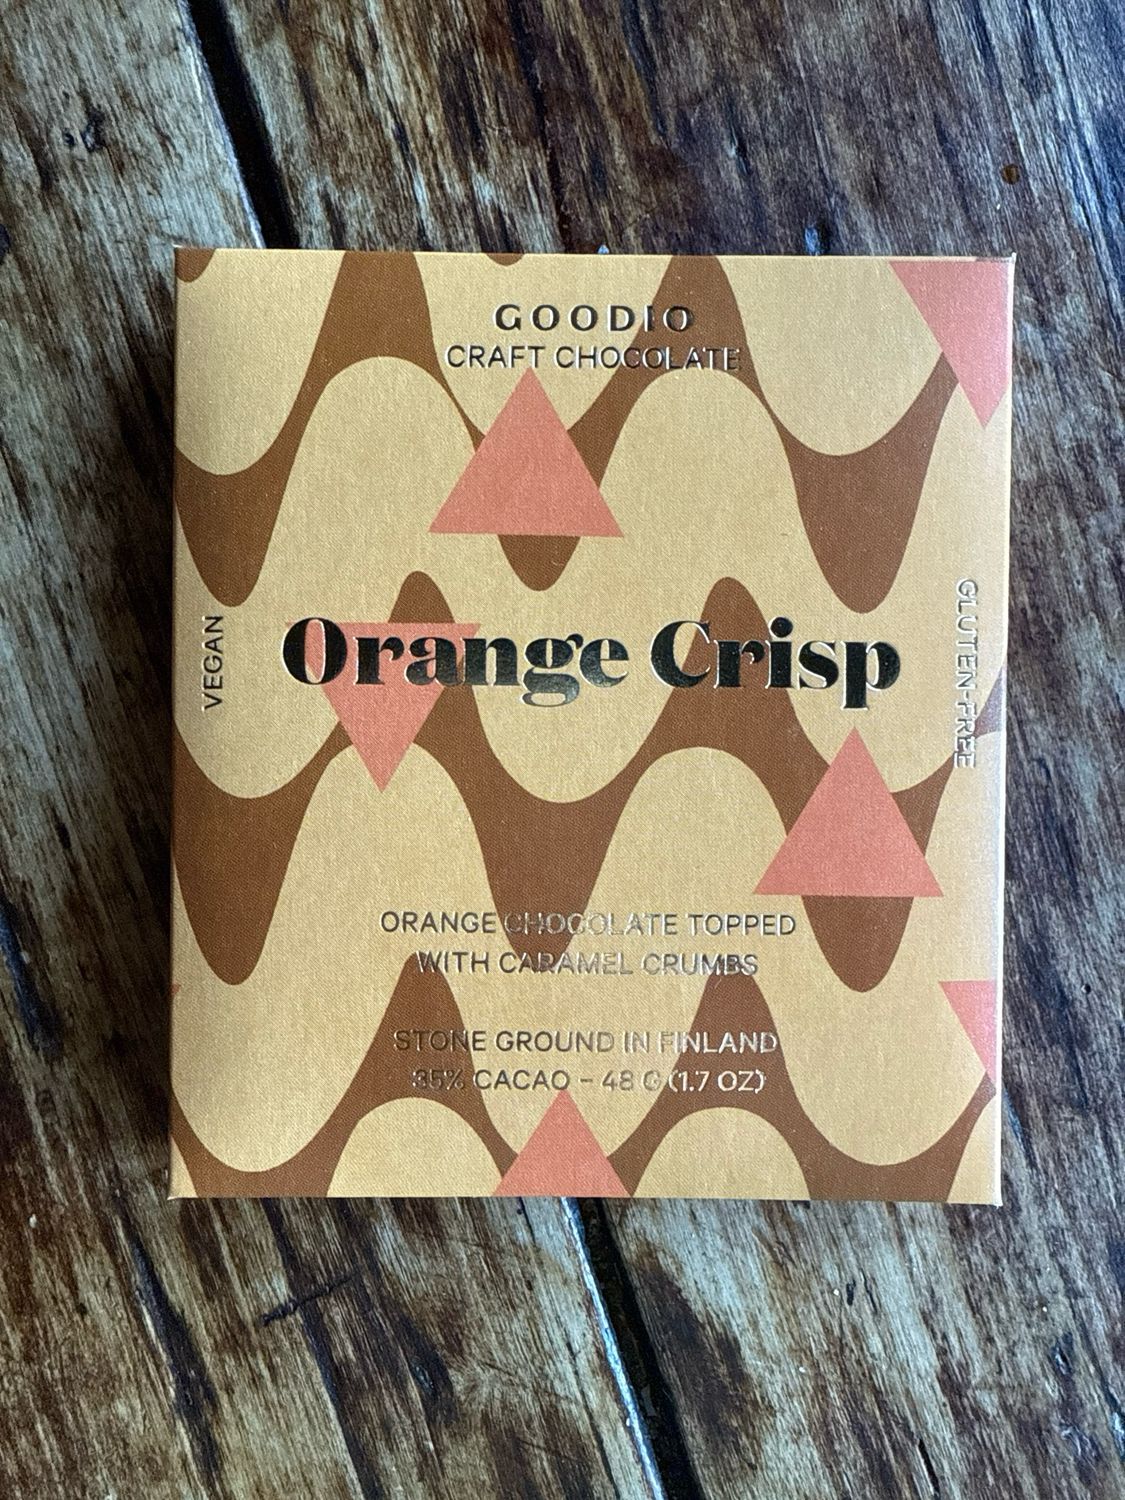 GOODIO
CRAFT CHOCOLATE
VEGAN
Orange Crisp
GLUTEN-FREE
ORANGE CHOCOLATE TOPPED
WITH CARAMEL CRUMBS
STONE GROUND IN FINLAND
35% CACAO – 48 G (1.7 OZ)